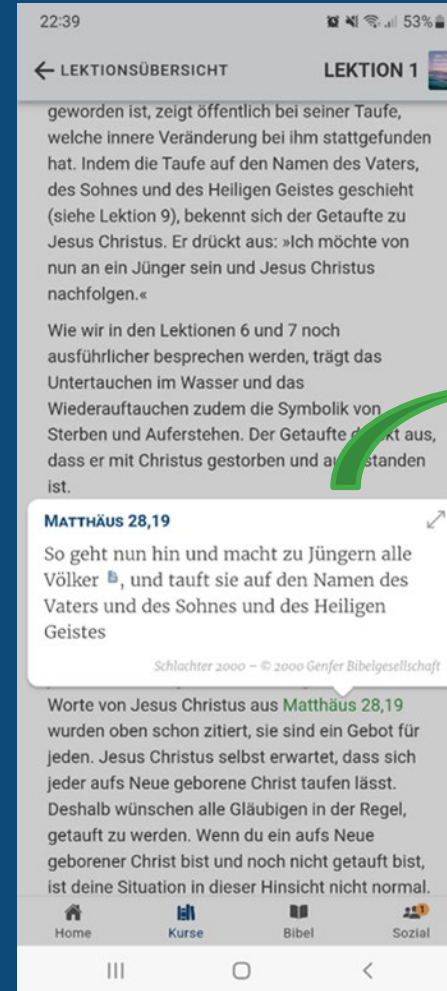 22:39
53%
LEKTIONSÜBERSICHT
LEKTION 1
geworden ist, zeigt öffentlich bei seiner Taufe,
welche innere Veränderung bei ihm stattgefunden
hat. Indem die Taufe auf den Namen des Vaters,
des Sohnes und des Heiligen Geistes geschieht
(siehe Lektion 9), bekennt sich der Getaufte zu
Jesus Christus. Er drückt aus: »Ich möchte von
nun an ein Jünger sein und Jesus Christus
nachfolgen.«
Wie wir in den Lektionen 6 und 7 noch
ausführlicher besprechen werden, trägt das
Untertauchen im Wasser und das
Wiederauftauchen zudem die Symbolik von
Sterben und Auferstehen. Der Getaufte aus,
dass er mit Christus gestorben und
ist.
MATTHÄUS 28,19
So geht nun hin und macht zu Jüngern alle
Völker, und tauft sie auf den Namen des
Vaters und des Sohnes und des Heiligen
Geistes
Schlachter 2000 – © 2000 Genfer Bibelgesellschaft
Worte von Jesus Christus aus Matthäus 28,19
wurden oben schon zitiert, sie sind ein Gebot für
jeden. Jesus Christus selbst erwartet, dass sich
jeder aufs Neue geborene Christ taufen lässt.
Deshalb wünschen alle Gläubigen in der Regel,
getauft zu werden. Wenn du ein aufs Neue
geborener Christ bist und noch nicht getauft bist,
ist deine Situation in dieser Hinsicht nicht normal.
1
Home Kurse Bibel Sozial